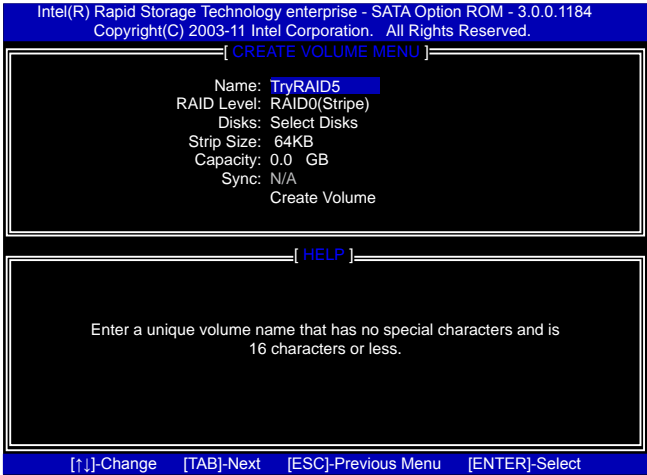 Intel(R) Rapid Storage Technology enterprise - SATA Option ROM - 3.0.0.1184
Copyright(C) 2003-11 Intel Corporation. All Rights Reserved.
[ CREATE VOLUME MENU ]
Name: TryRAID5
RAID Level: RAID0(Stripe)
Disks: Select Disks
Strip Size: 64KB
Capacity: 0.0 GB
Sync: N/A
Create Volume
[ HELP ]
Enter a unique volume name that has no special characters and is
16 characters or less.
[↑↓]-Change [TAB]-Next [ESC]-Previous Menu [ENTER]-Select